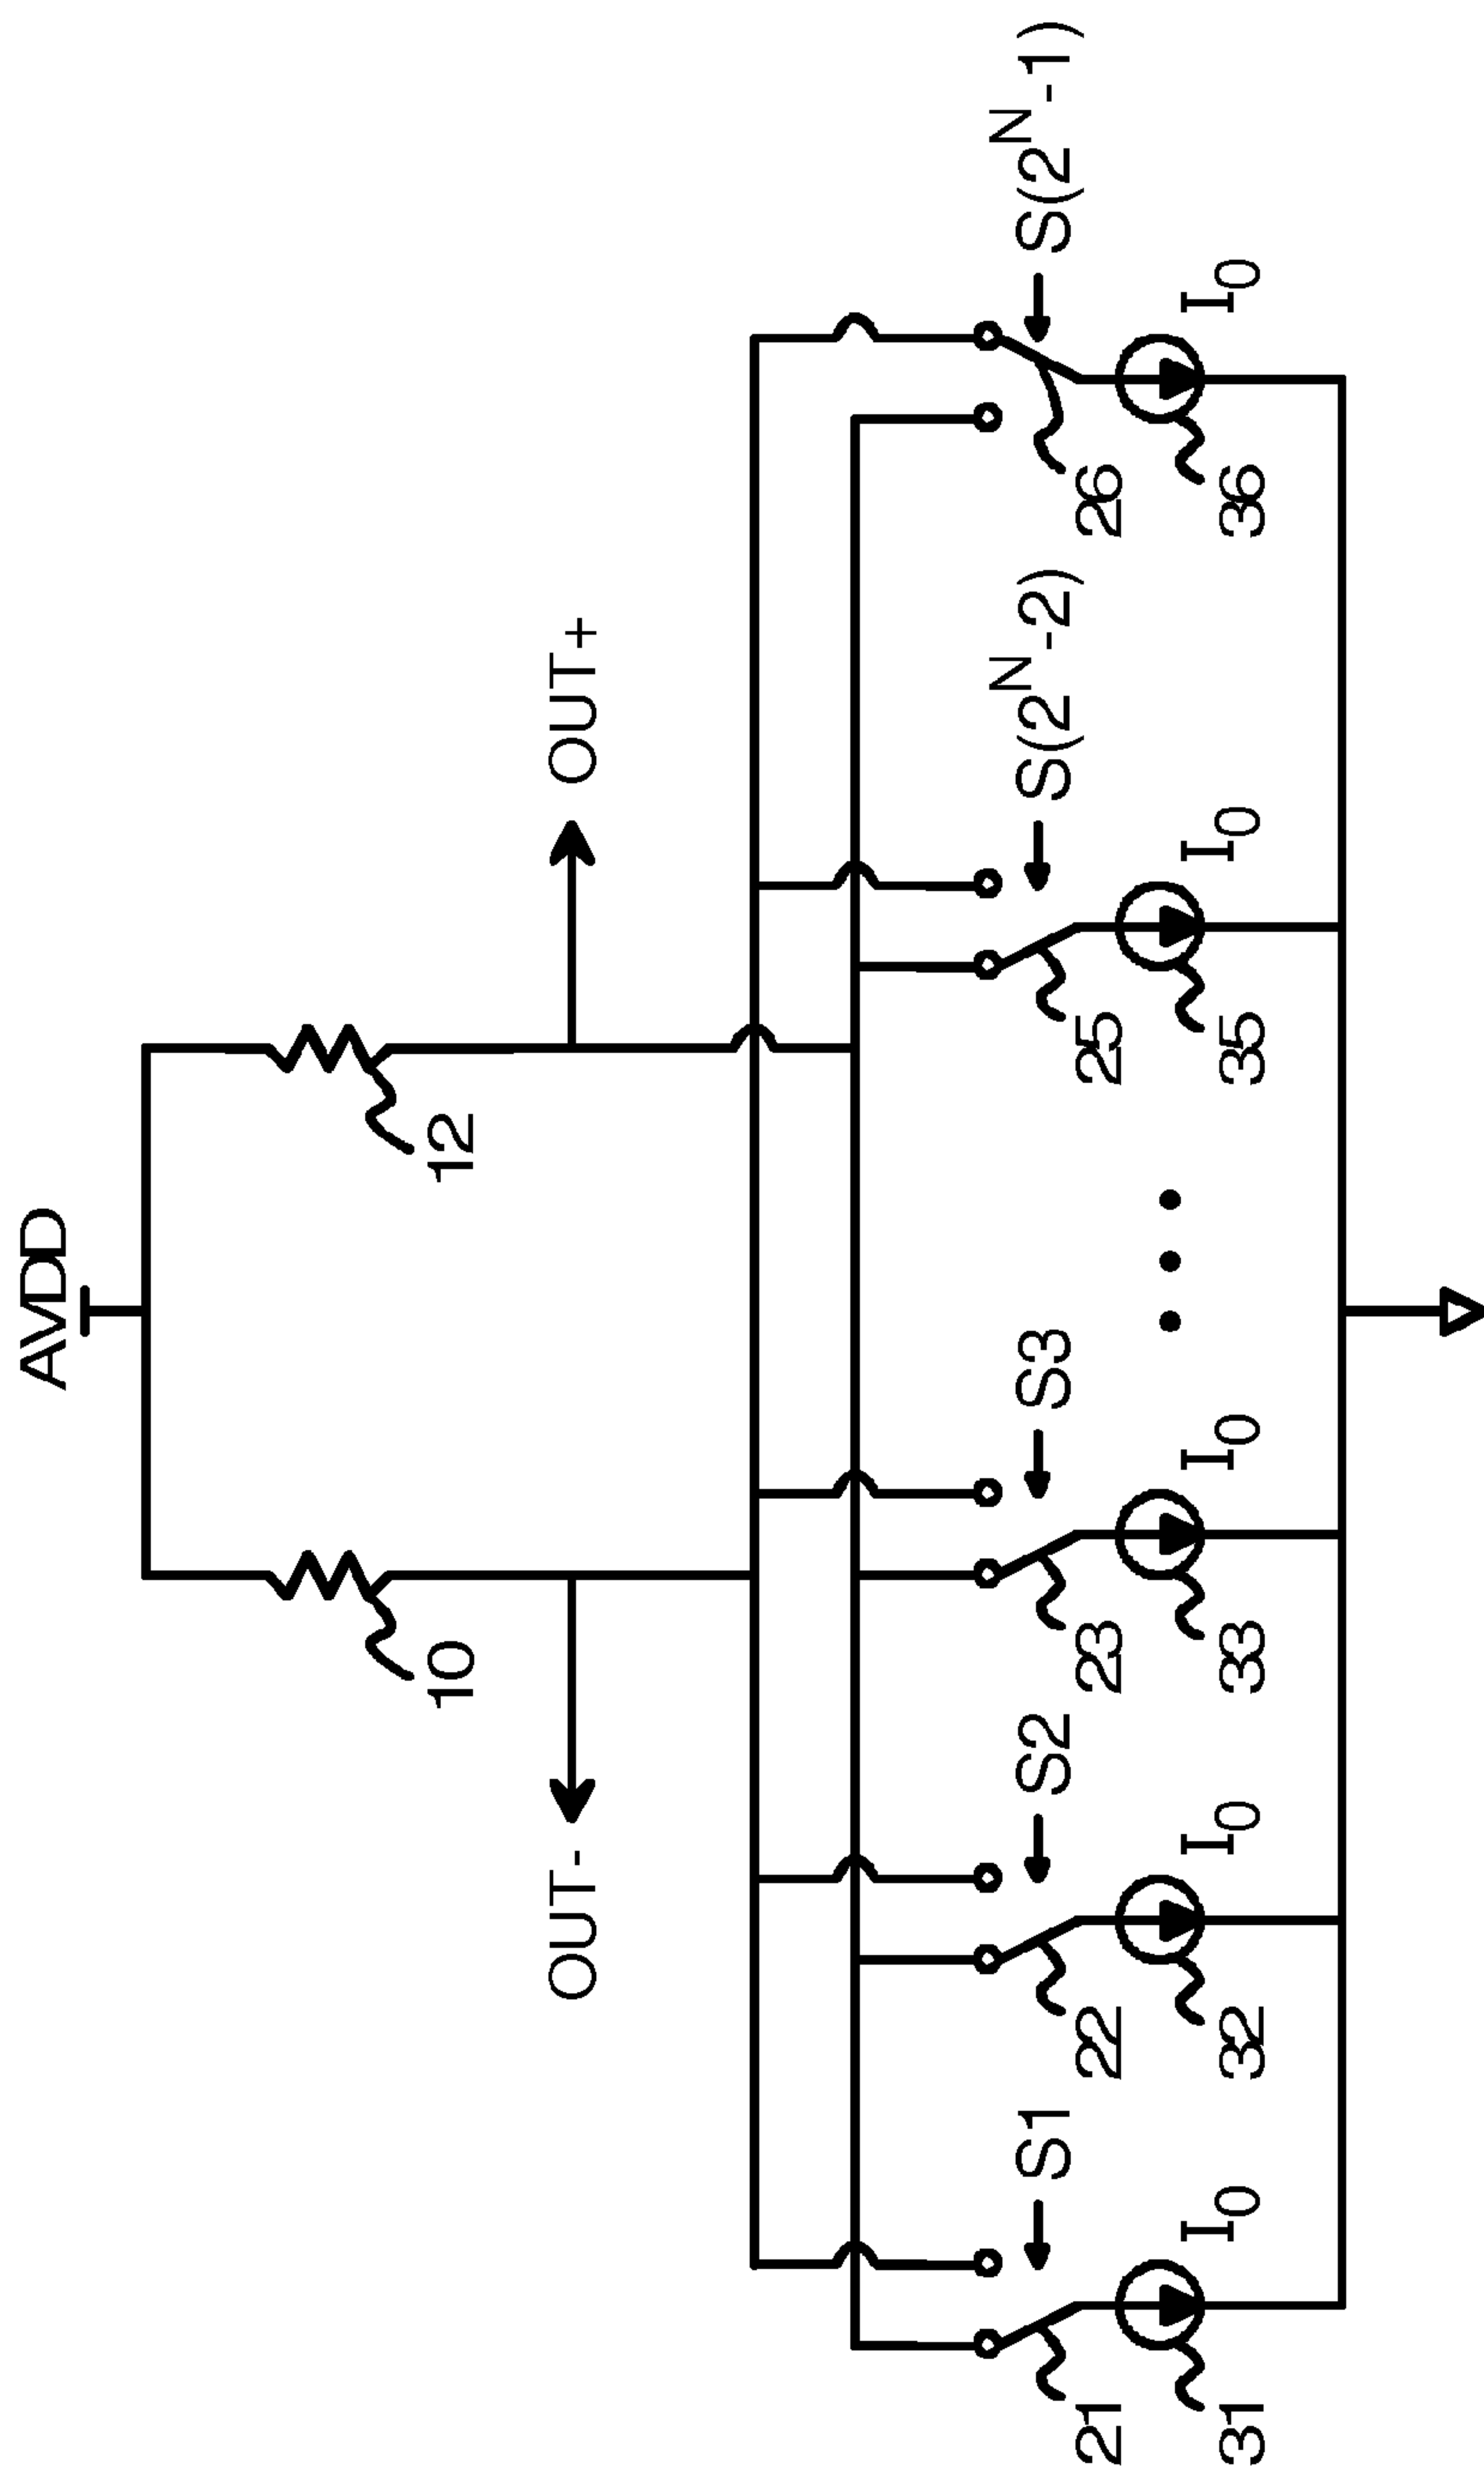 AVDD
10
12
OUT-
OUT+
S1
S2
S3
S(2^N-2)
S(2^N-1)
21
22
23
25
26
I0
I0
I0
I0
I0
31
32
33
35
36